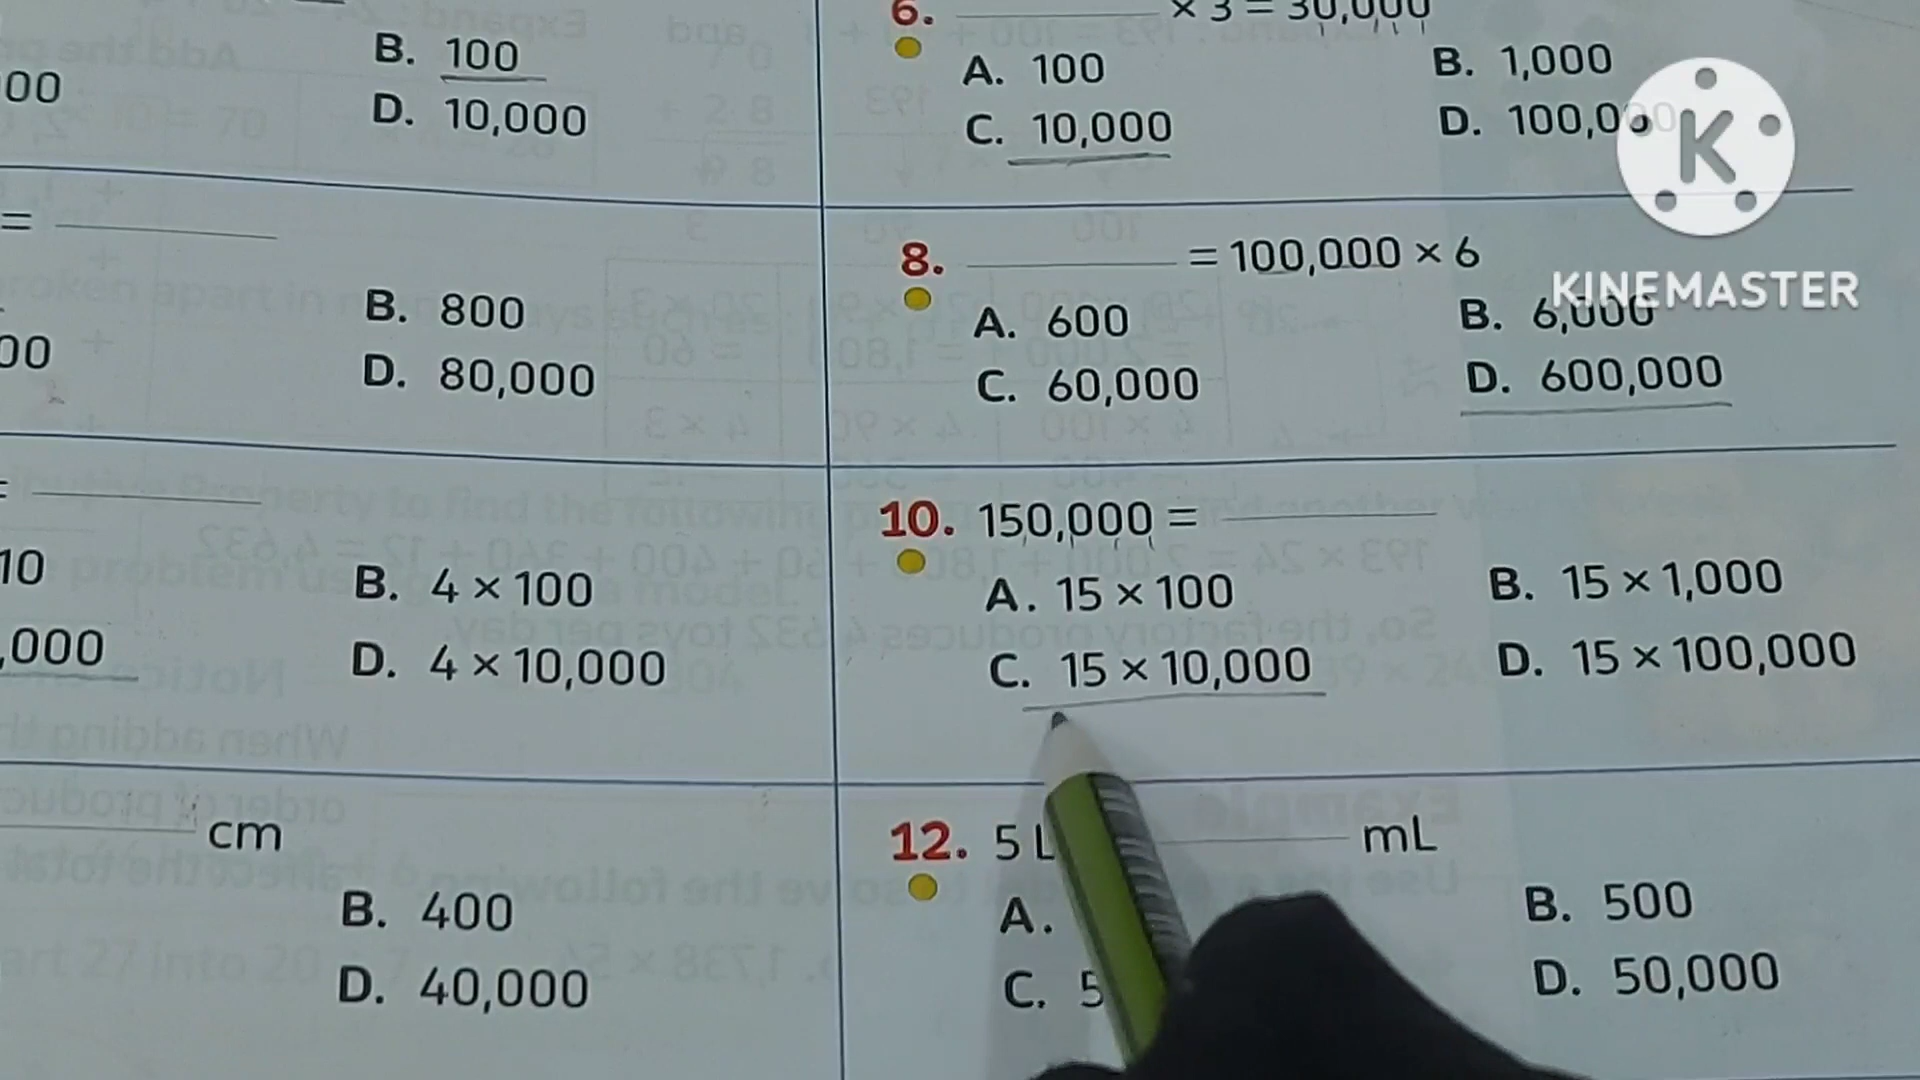 B. 100
00
D. 10,000
=
B. 800
00
D. 80,000
=
10
B. 4 × 100
,000
D. 4 × 10,000
cm
B. 400
D. 40,000
6. × 3 = 30,000
A. 100 B. 1,000
C. 10,000 D. 100,0
K
KINEMASTER
8. = 100,000 × 6
A. 600 B. 6,000
C. 60,000 D. 600,000
10. 150,000 =
A. 15 × 100 B. 15 × 1,000
C. 15 × 10,000 D. 15 × 100,000
12. 5 L mL
A. B. 500
C. 5 D. 50,000